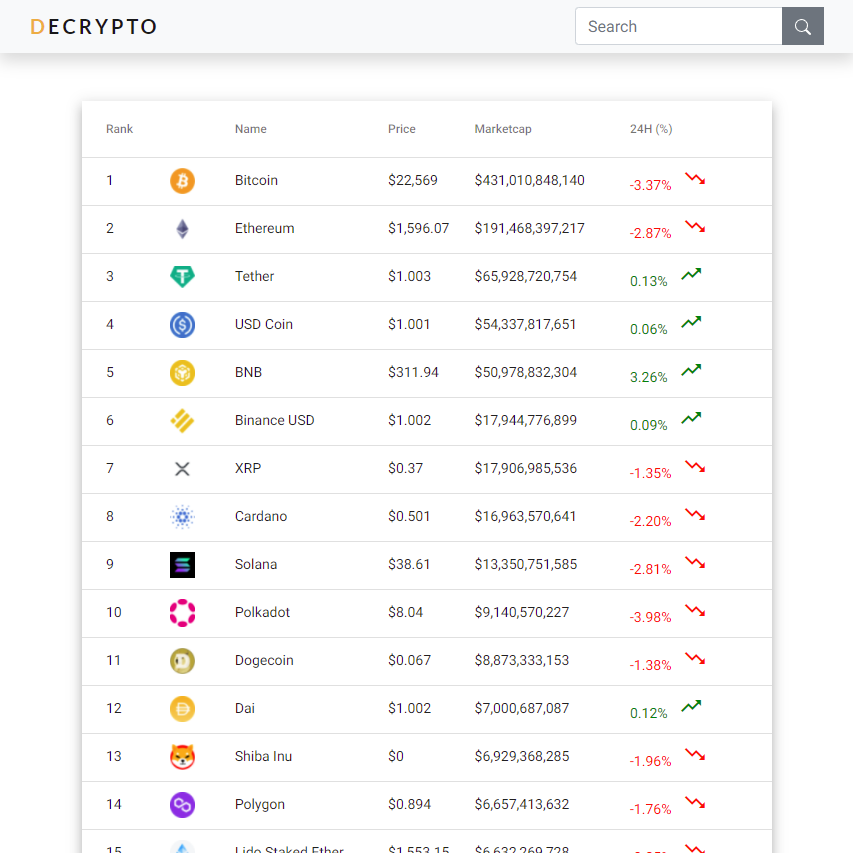 DECRYPTO
Search
Rank Name Price Marketcap 24H (%)
1 Bitcoin $22,569 $431,010,848,140 -3.37%
2 Ethereum $1,596.07 $191,468,397,217 -2.87%
3 Tether $1.003 $65,928,720,754 0.13%
4 USD Coin $1.001 $54,337,817,651 0.06%
5 BNB $311.94 $50,978,832,304 3.26%
6 Binance USD $1.002 $17,944,776,899 0.09%
7 XRP $0.37 $17,906,985,536 -1.35%
8 Cardano $0.501 $16,963,570,641 -2.20%
9 Solana $38.61 $13,350,751,585 -2.81%
10 Polkadot $8.04 $9,140,570,227 -3.98%
11 Dogecoin $0.067 $8,873,333,153 -1.38%
12 Dai $1.002 $7,000,687,087 0.12%
13 Shiba Inu $0 $6,929,368,285 -1.96%
14 Polygon $0.894 $6,657,413,632 -1.76%
15 Lido Staked Ether $1,553.15 $6,632,269,728